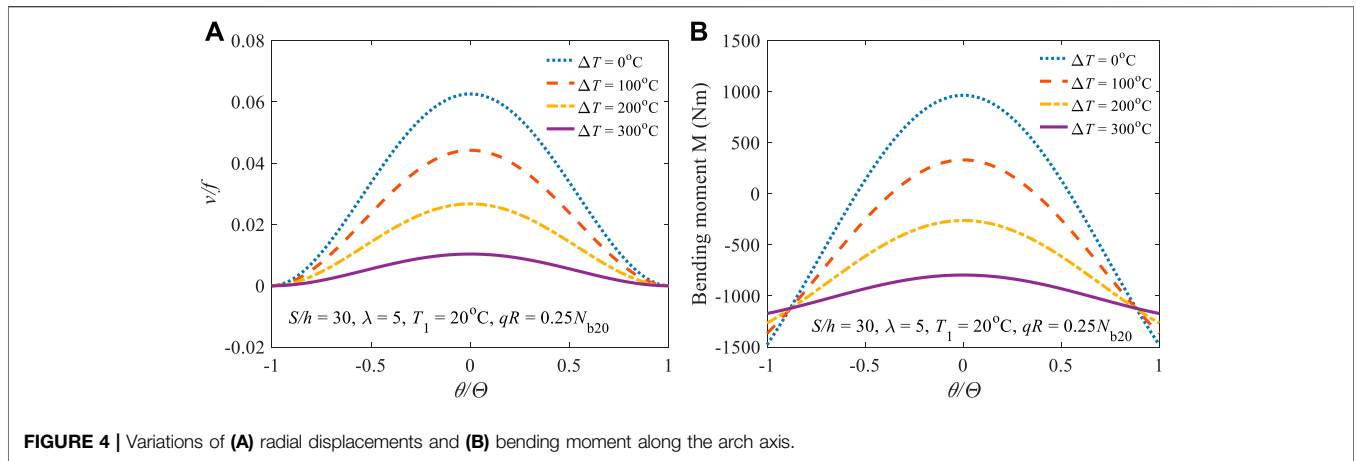 A
0.08
0.06
0.04
0.02
0
-0.02
v/f
ΔT = 0°C
ΔT = 100°C
ΔT = 200°C
ΔT = 300°C
S/h = 30, λ = 5, T₁ = 20°C, qR = 0.25N_b20
-1
-0.5
0
0.5
1
θ/Θ
B
1500
1000
500
0
-500
-1000
-1500
Bending moment M (Nm)
ΔT = 0°C
ΔT = 100°C
ΔT = 200°C
ΔT = 300°C
S/h = 30, λ = 5, T₁ = 20°C, qR = 0.25N_b20
-1
-0.5
0
0.5
1
θ/Θ
FIGURE 4 | Variations of (A) radial displacements and (B) bending moment along the arch axis.